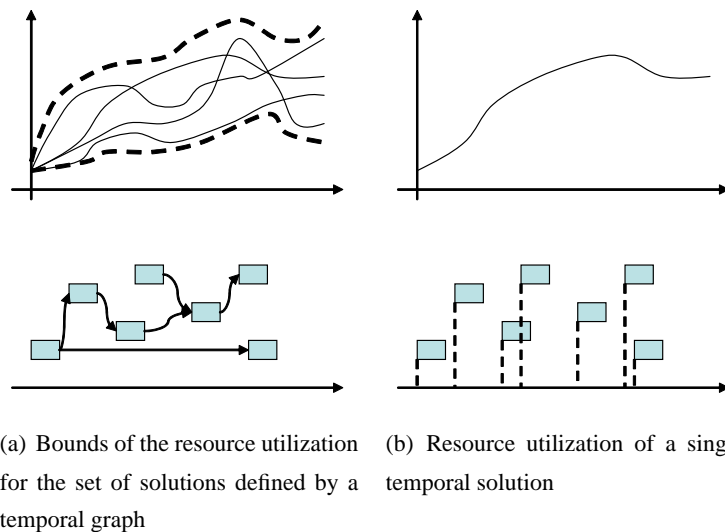 (a) Bounds of the resource utilization
for the set of solutions defined by a
temporal graph
(b) Resource utilization of a sing
temporal solution